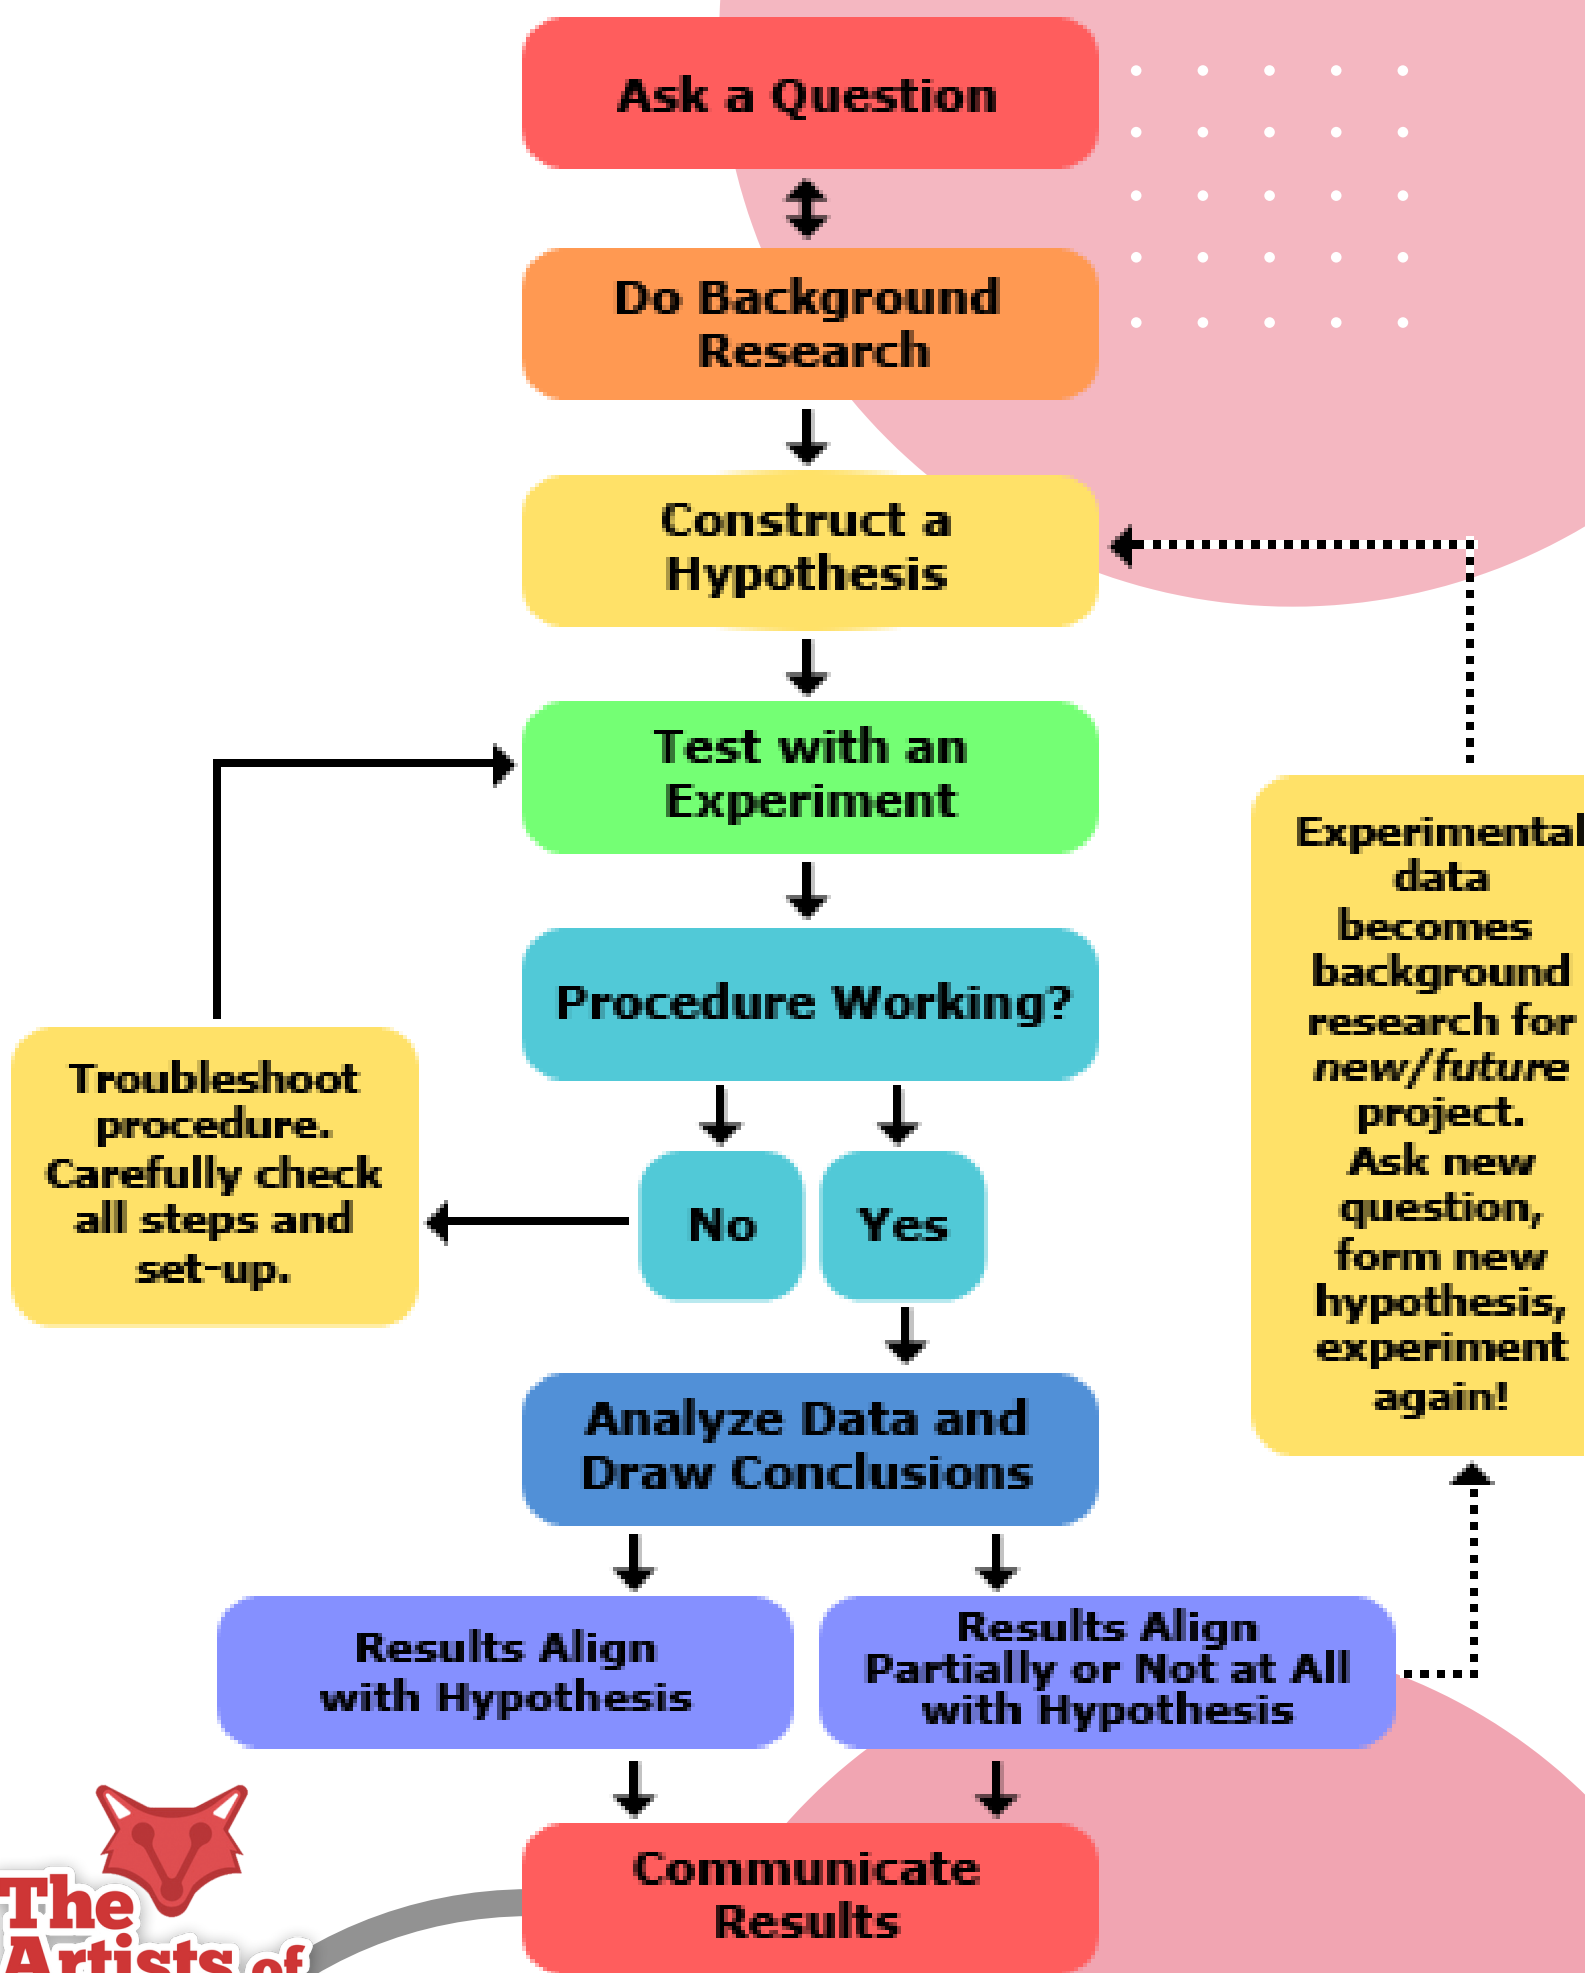 Ask a Question
Do Background
Research
Construct a
Hypothesis
Test with an
Experiment
Procedure Working?
No
Yes
Troubleshoot
procedure.
Carefully check
all steps and
set-up.
Experimental
data
becomes
background
research for
new/future
project.
Ask new
question,
form new
hypothesis,
experiment
again!
Analyze Data and
Draw Conclusions
Results Align
with Hypothesis
Results Align
Partially or Not at All
with Hypothesis
Communicate
Results
The
Artists of